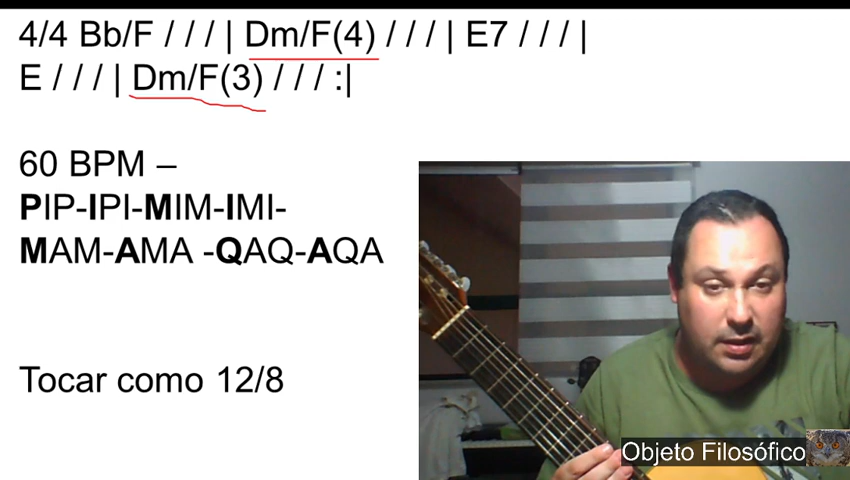 4/4 Bb/F / / / | Dm/F(4) / / / | E7 / / / |
E / / / | Dm/F(3) / / / :|
60 BPM –
PIP-IPI-MIM-IMI-
MAM-AMA -QAQ-AQA
Tocar como 12/8
Objeto Filosófico